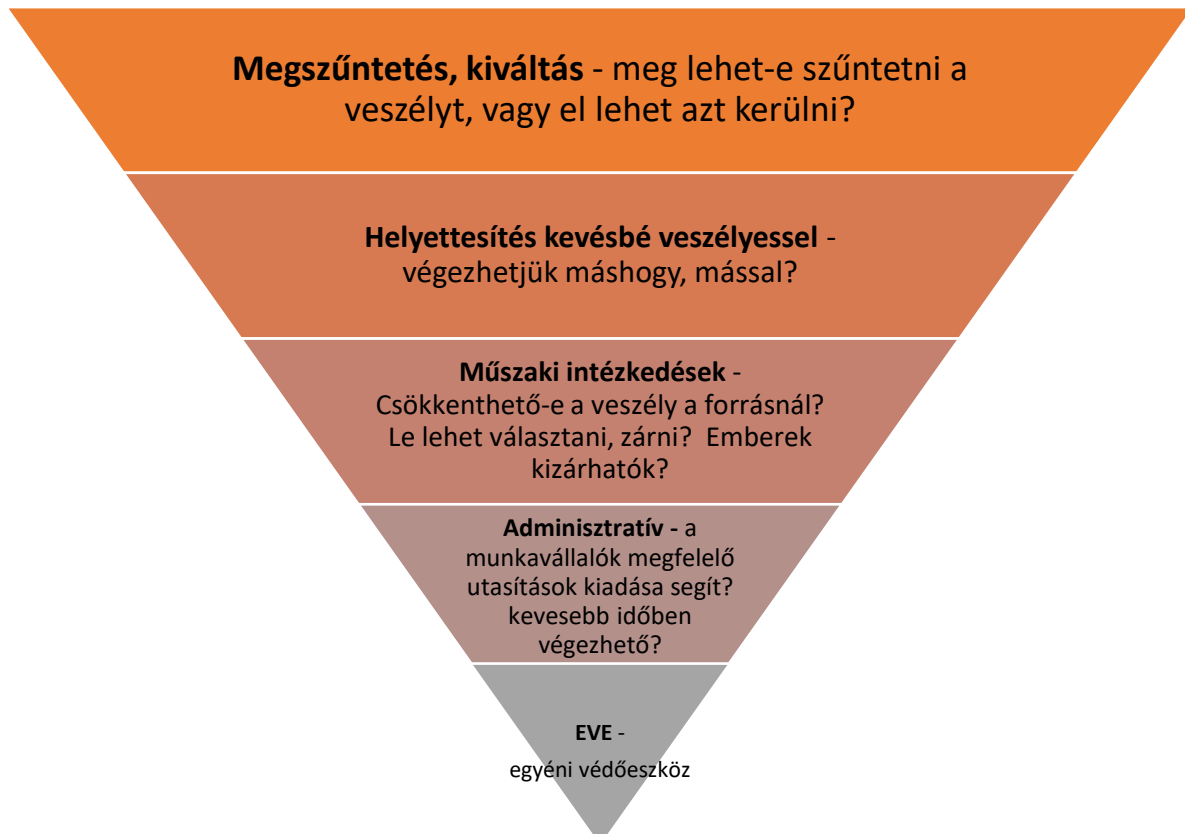 Megszűntetés, kiváltás - meg lehet-e szűntetni a
veszélyt, vagy el lehet azt kerülni?
Helyettesítés kevésbé veszélyessel -
végezhetjük máshogy, mással?
Műszaki intézkedések -
Csökkenthető-e a veszély a forrásnál?
Le lehet választani, zárni?  Emberek
kizárhatók?
Adminisztratív - a
munkavállalók megfelelő
utasítások kiadása segít?
kevesebb időben
végezhető?
EVE -
egyéni védőeszköz